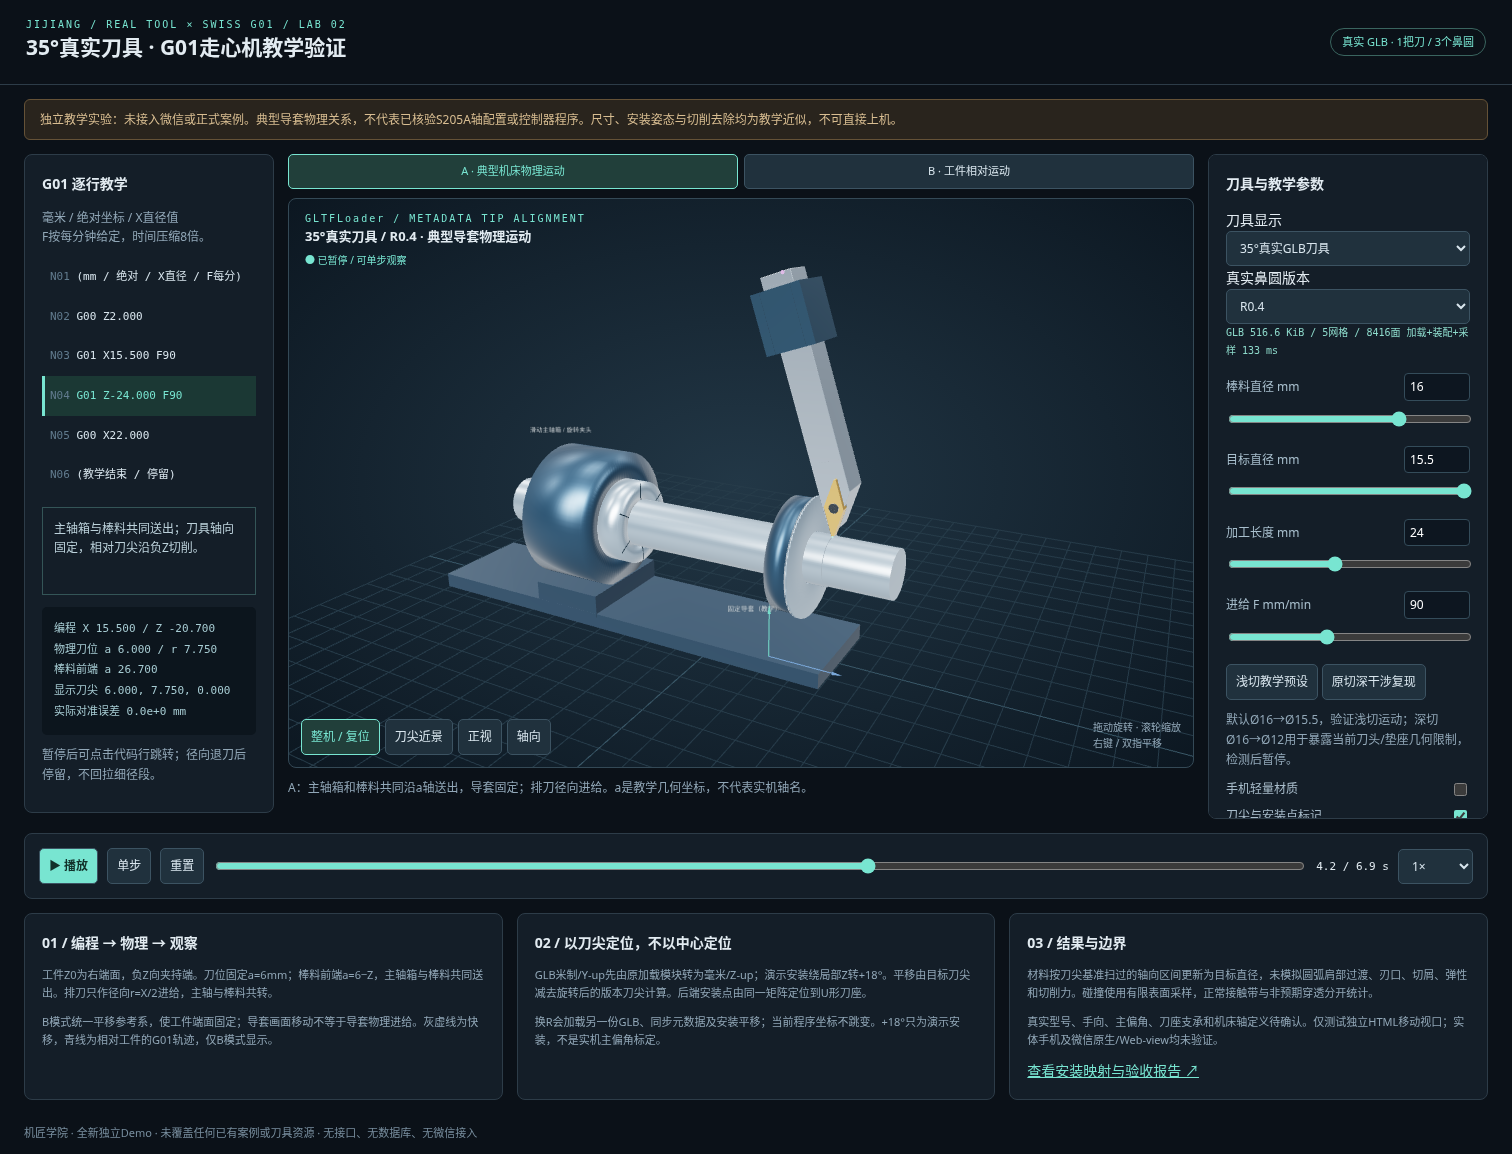 JIJIANG / REAL TOOL × SWISS G01 / LAB 02
35°真实刀具 · G01走心机教学验证
真实 GLB · 1把刀 / 3个鼻圆
独立教学实验：未接入微信或正式案例。典型导套物理关系，不代表已核验S205A轴配置或控制器程序。尺寸、安装姿态与切削去除均为教学近似，不可直接上机。
G01 逐行教学
毫米 / 绝对坐标 / X直径值
F按每分钟给定，时间压缩8倍。
N01 (mm / 绝对 / X直径 / F每分)
N02 G00 Z2.000
N03 G01 X15.500 F90
N04 G01 Z-24.000 F90
N05 G00 X22.000
N06 (教学结束 / 停留)
主轴箱与棒料共同送出；刀具轴向
固定，相对刀尖沿负Z切削。
编程 X 15.500 / Z -20.700
物理刀位 a 6.000 / r 7.750
棒料前端 a 26.700
显示刀尖 6.000, 7.750, 0.000
实际对准误差 0.0e+0 mm
暂停后可点击代码行跳转；径向退刀后
停留，不回拉细径段。
A · 典型机床物理运动
B · 工件相对运动
GLTFLoader / METADATA TIP ALIGNMENT
35°真实刀具 / R0.4 · 典型导套物理运动
已暂停 / 可单步观察
滑动主轴箱 / 旋转夹头
固定导套（教学）
整机 / 复位
刀尖近景
正视
轴向
拖动旋转 · 滚轮缩放
右键 / 双指平移
A：主轴箱和棒料共同沿a轴送出，导套固定；排刀径向进给。a是教学几何坐标，不代表实机轴名。
刀具与教学参数
刀具显示
35°真实GLB刀具
真实鼻圆版本
R0.4
GLB 516.6 KiB / 5网格 / 8416面 加载+装配+采
样 133 ms
棒料直径 mm
16
目标直径 mm
15.5
加工长度 mm
24
进给 F mm/min
90
浅切教学预设
原切深干涉复现
默认Ø16→Ø15.5，验证浅切运动；深切
Ø16→Ø12用于暴露当前刀头/垫座几何限制，
检测后暂停。
手机轻量材质
刀尖与安装点标记
▶ 播放
单步
重置
4.2 / 6.9 s
1×
01 / 编程 → 物理 → 观察
工件Z0为右端面，负Z向夹持端。刀位固定a=6mm；棒料前端a=6−Z，主轴箱与棒料共同送
出。排刀只作径向r=X/2进给，主轴与棒料共转。
B模式统一平移参考系，使工件端面固定；导套画面移动不等于导套物理进给。灰虚线为快
移，青线为相对工件的G01轨迹，仅B模式显示。
02 / 以刀尖定位，不以中心定位
GLB米制/Y-up先由原加载模块转为毫米/Z-up；演示安装绕局部Z转+18°。平移由目标刀尖
减去旋转后的版本刀尖计算。后端安装点由同一矩阵定位到U形刀座。
换R会加载另一份GLB、同步元数据及安装平移；当前程序坐标不跳变。+18°只为演示安
装，不是实机主偏角标定。
03 / 结果与边界
材料按刀尖基准扫过的轴向区间更新为目标直径，未模拟圆弧肩部过渡、刃口、切屑、弹性
和切削力。碰撞使用有限表面采样，正常接触带与非预期穿透分开统计。
真实型号、手向、主偏角、刀座支承和机床轴定义待确认。仅测试独立HTML移动视口；实
体手机及微信原生/Web-view均未验证。
查看安装映射与验收报告 ↗
机匠学院 · 全新独立Demo · 未覆盖任何已有案例或刀具资源 · 无接口、无数据库、无微信接入